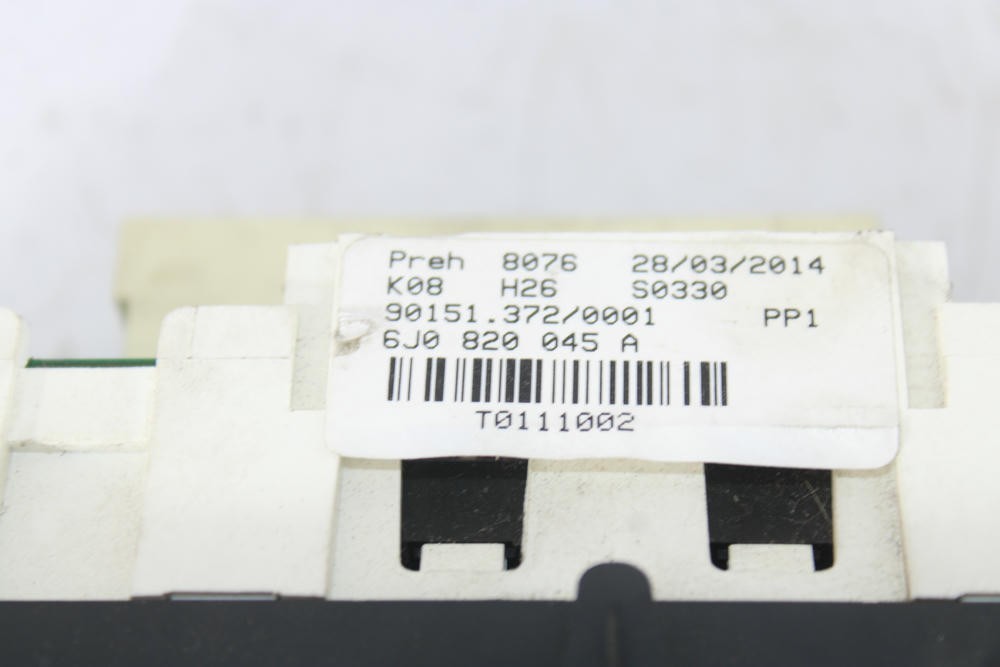 Preh 8076 28/03/2014
K08 H26 S0330
90151.372/0001 PP1
6J0 820 045 A
T0111002